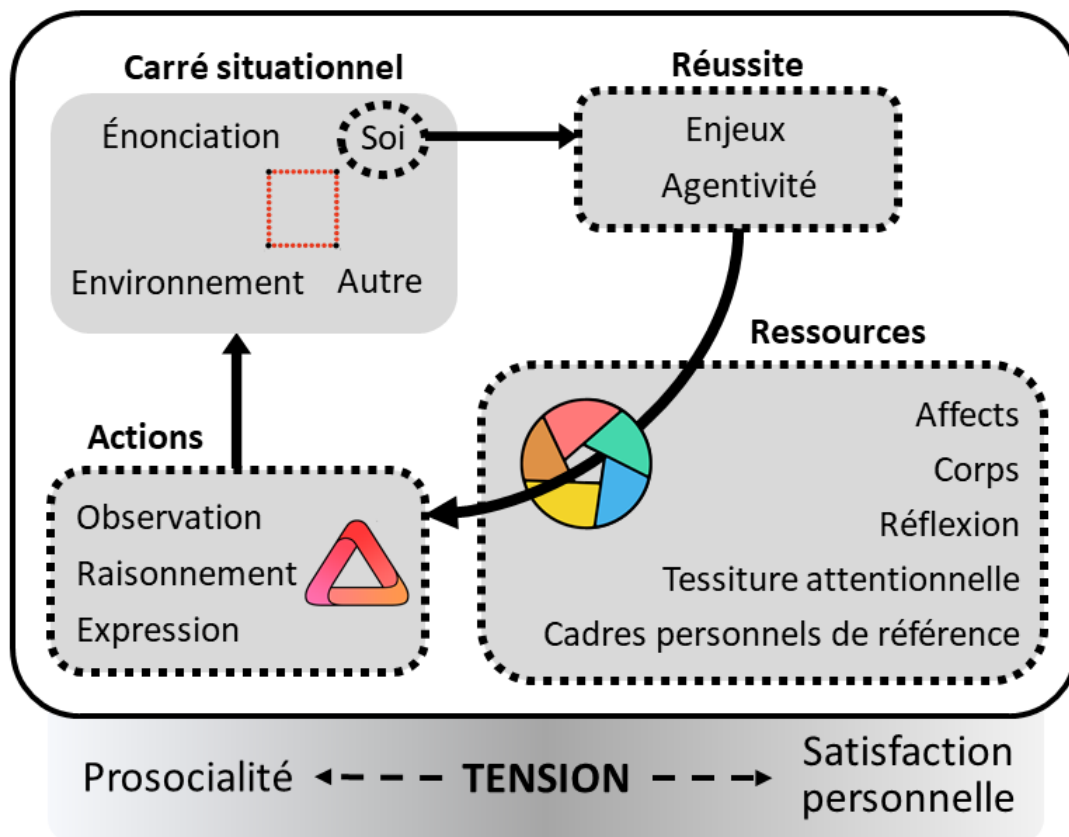 Carré situationnel
Énonciation
Soi
Environnement
Autre
Réussite
Enjeux
Agentivité
Ressources
Affects
Corps
Réflexion
Tessiture attentionnelle
Cadres personnels de référence
Actions
Observation
Raisonnement
Expression
Prosocialité
TENSION
Satisfaction
personnelle